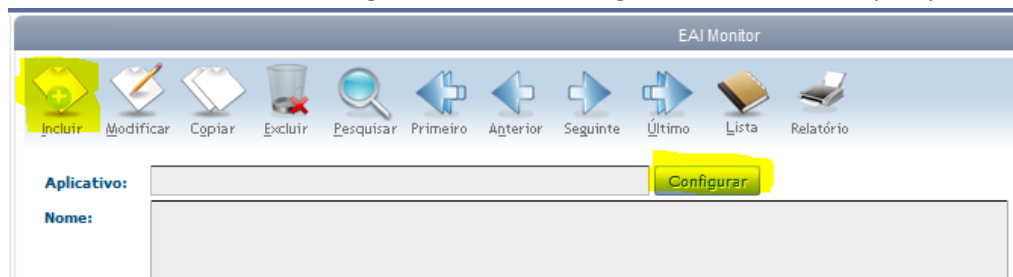 EAI Monitor
Incluir Modificar Copiar Excluir Pesquisar Primeiro Anterior Seguinte Último Lista Relatório
Aplicativo: Configurar
Nome: